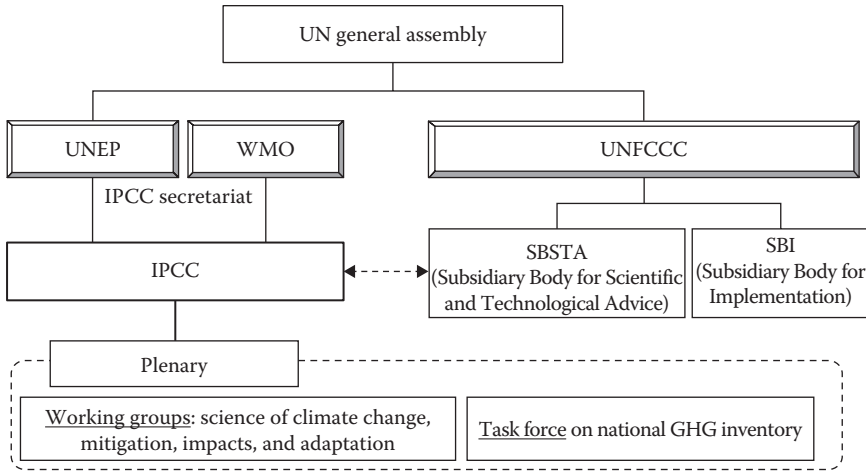 UN general assembly
UNEP
WMO
UNFCCC
IPCC secretariat
IPCC
SBSTA
(Subsidiary Body for Scientific
and Technological Advice)
SBI
(Subsidiary Body for
Implementation)
Plenary
Working groups: science of climate change,
mitigation, impacts, and adaptation
Task force on national GHG inventory